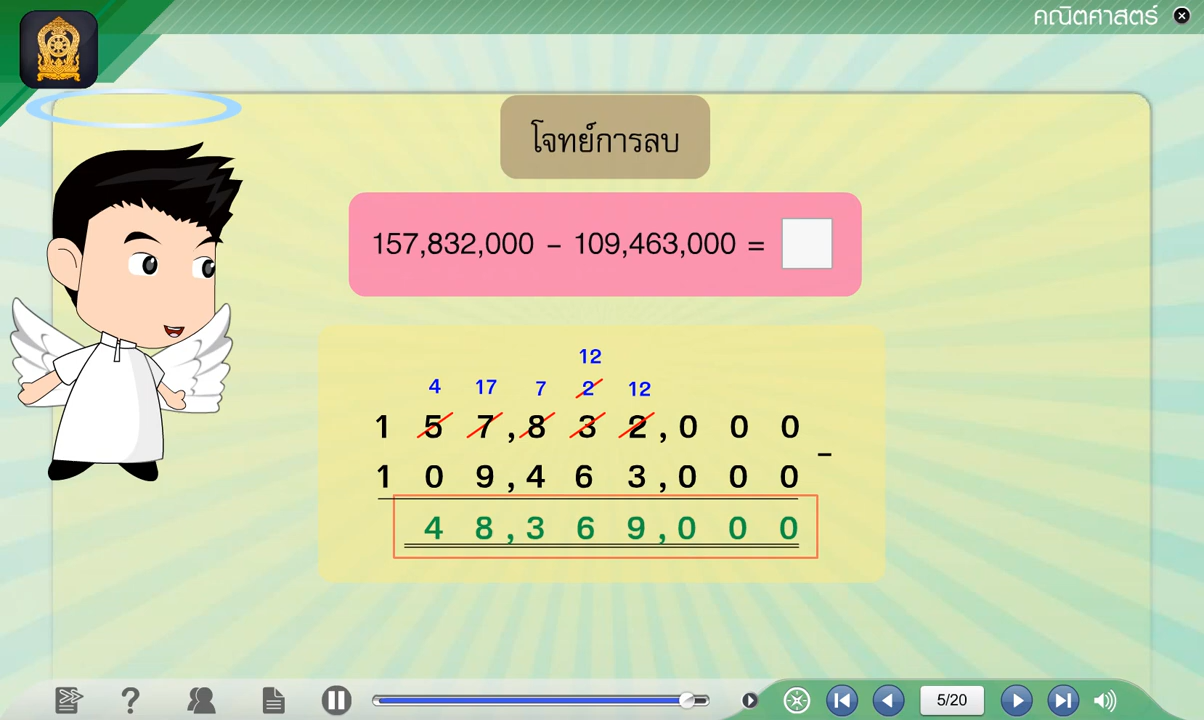 คณิตศาสตร์
โจทย์การลบ
157,832,000 – 109,463,000 =
12
4 17 7 2 12
1 5 7 , 8 3 2 , 0 0 0
–
1 0 9 , 4 6 3 , 0 0 0
4 8 , 3 6 9 , 0 0 0
5/20